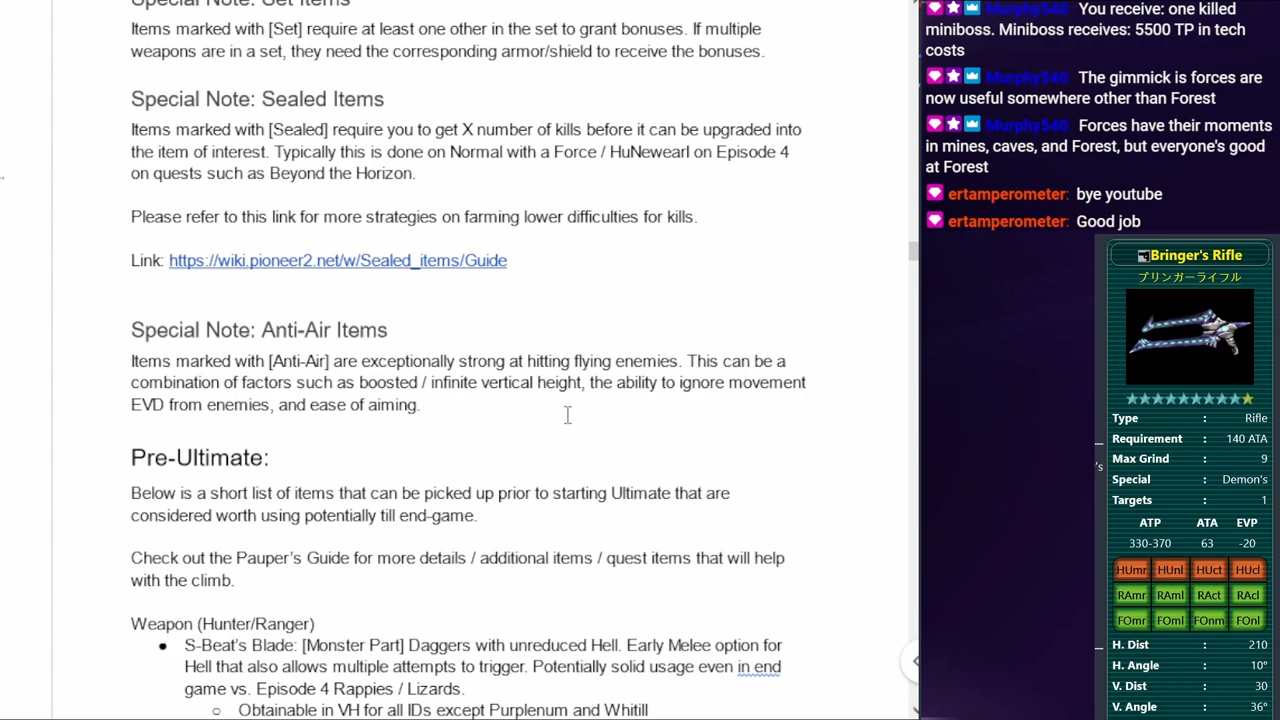 Special Note: Set Items
Items marked with [Set] require at least one other in the set to grant bonuses. If multiple
weapons are in a set, they need the corresponding armor/shield to receive the bonuses.
Special Note: Sealed Items
Items marked with [Sealed] require you to get X number of kills before it can be upgraded into
the item of interest. Typically this is done on Normal with a Force / HuNewearl on Episode 4
on quests such as Beyond the Horizon.
Please refer to this link for more strategies on farming lower difficulties for kills.
Link: https://wiki.pioneer2.net/w/Sealed_items/Guide
Special Note: Anti-Air Items
Items marked with [Anti-Air] are exceptionally strong at hitting flying enemies. This can be a
combination of factors such as boosted / infinite vertical height, the ability to ignore movement
EVD from enemies, and ease of aiming.
Pre-Ultimate:
Below is a short list of items that can be picked up prior to starting Ultimate that are
considered worth using potentially till end-game.
Check out the Pauper's Guide for more details / additional items / quest items that will help
with the climb.
Weapon (Hunter/Ranger)
● S-Beat's Blade: [Monster Part] Daggers with unreduced Hell. Early Melee option for
Hell that also allows multiple attempts to trigger. Potentially solid usage even in end
game vs. Episode 4 Rappies / Lizards.
○ Obtainable in VH for all IDs except Purplenum and Whitill
Murphy540 You receive: one killed
miniboss. Miniboss receives: 5500 TP in tech
costs
Murphy540 The gimmick is forces are
now useful somewhere other than Forest
Murphy540 Forces have their moments
in mines, caves, and Forest, but everyone's good
at Forest
ertamperometer: bye youtube
ertamperometer: Good job
Bringer's Rifle
ブリンガーライフル
Type : Rifle
Requirement : 140 ATA
Max Grind : 9
Special : Demon's
Targets : 1
ATP ATA EVP
330-370 63 -20
HUmr HUnl HUct HUcl
RAmr RAml RAct RAcl
FOmr FOml FOnm FOnl
H. Dist : 210
H. Angle : 10°
V. Dist : 30
V. Angle : 36°